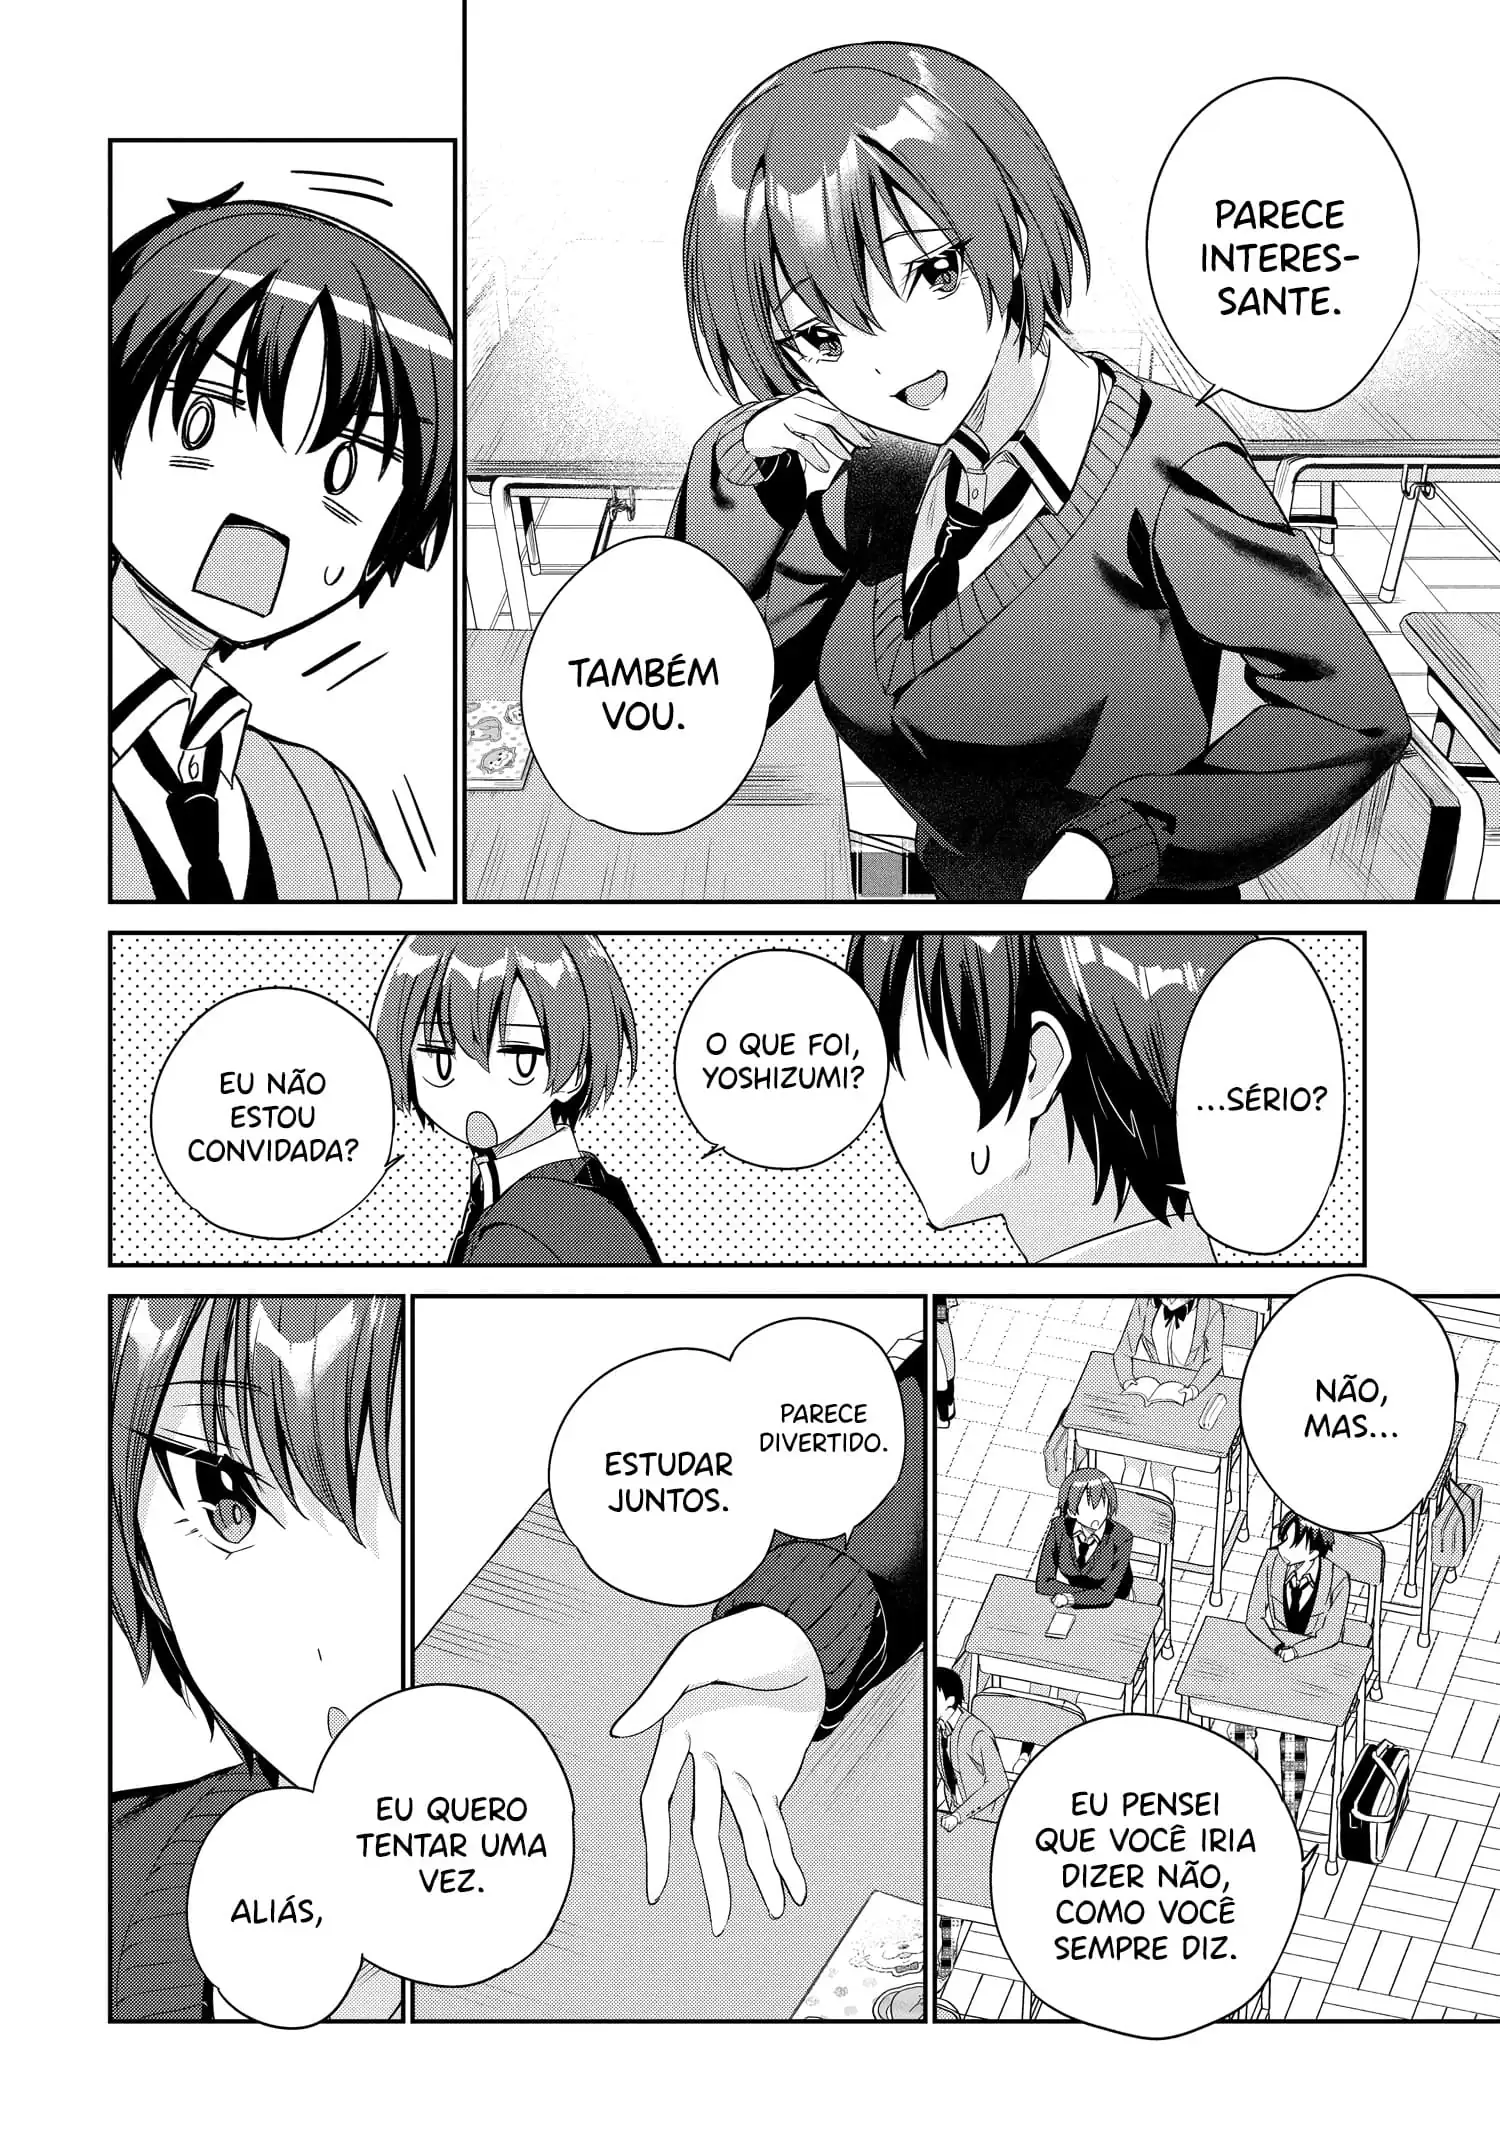 PARECE
INTERES-
SANTE.
TAMBÉM
VOU.
...SÉRIO?
O QUE FOI,
YOSHIZUMI?
EU NÃO
ESTOU
CONVIDADA?
NÃO,
MAS...
EU PENSEI
QUE VOCÊ IRIA
DIZER NÃO,
COMO VOCÊ
SEMPRE DIZ.
PARECE
DIVERTIDO.
ESTUDAR
JUNTOS.
EU QUERO
TENTAR UMA
VEZ.
ALIÁS,